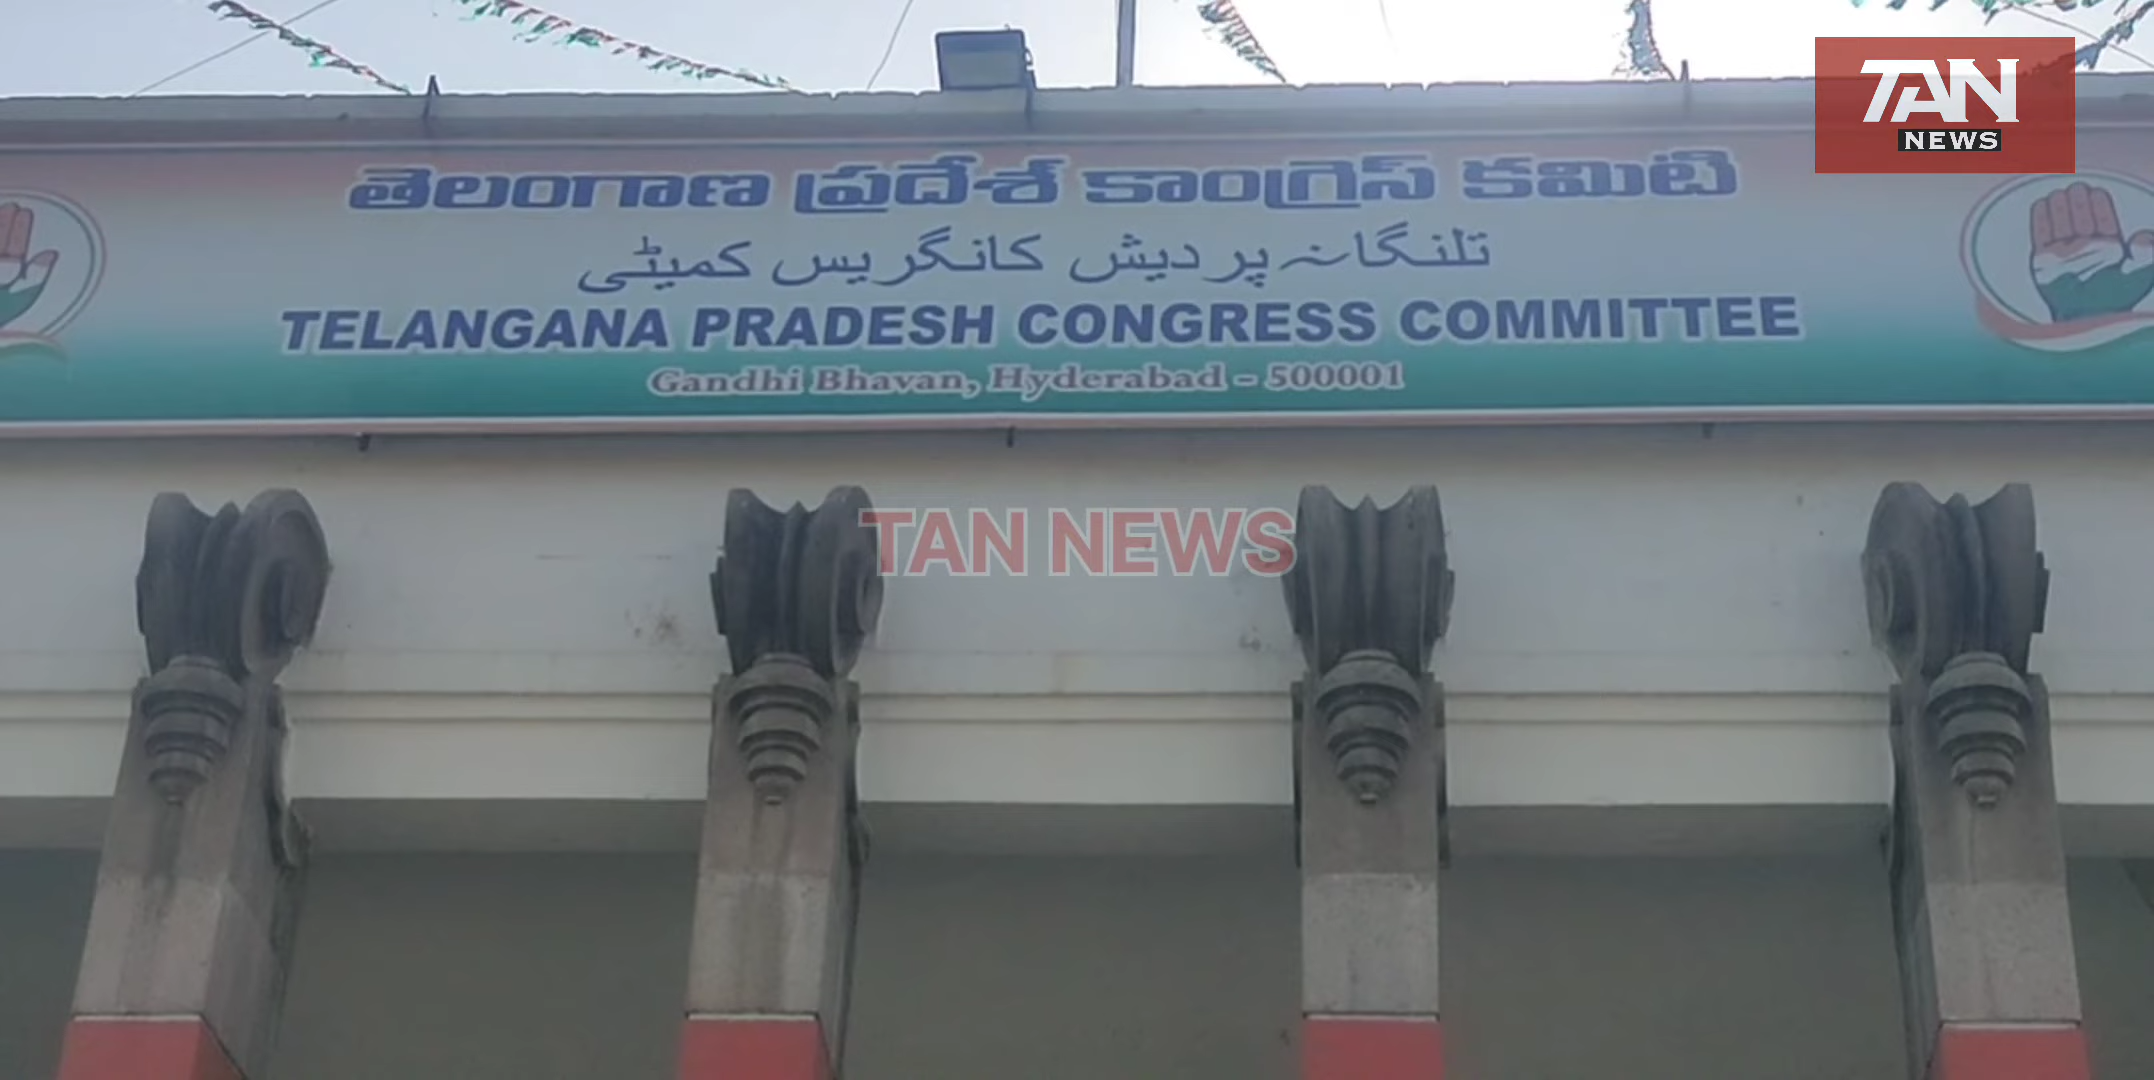 TAN
NEWS
తెలంగాణ ప్రదేశ్ కాంగ్రెస్ కమిటీ
تلنگانہ پردیش کانگریس کمیٹی
TELANGANA PRADESH CONGRESS COMMITTEE
Gandhi Bhavan, Hyderabad - 500001
TAN NEWS